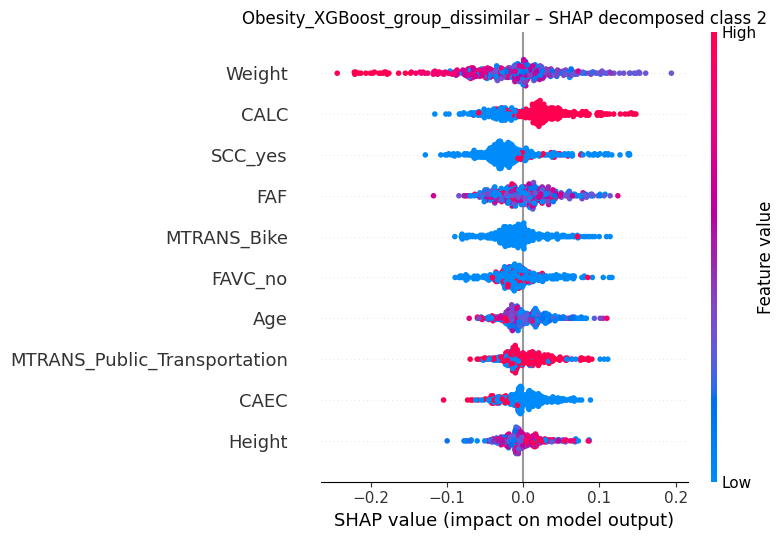 Obesity_XGBoost_group_dissimilar – SHAP decomposed class 2
High
Weight
CALC
SCC_yes
FAF
MTRANS_Bike
FAVC_no
Age
MTRANS_Public_Transportation
CAEC
Height
Feature value
Low
−0.2 −0.1 0.0 0.1 0.2
SHAP value (impact on model output)